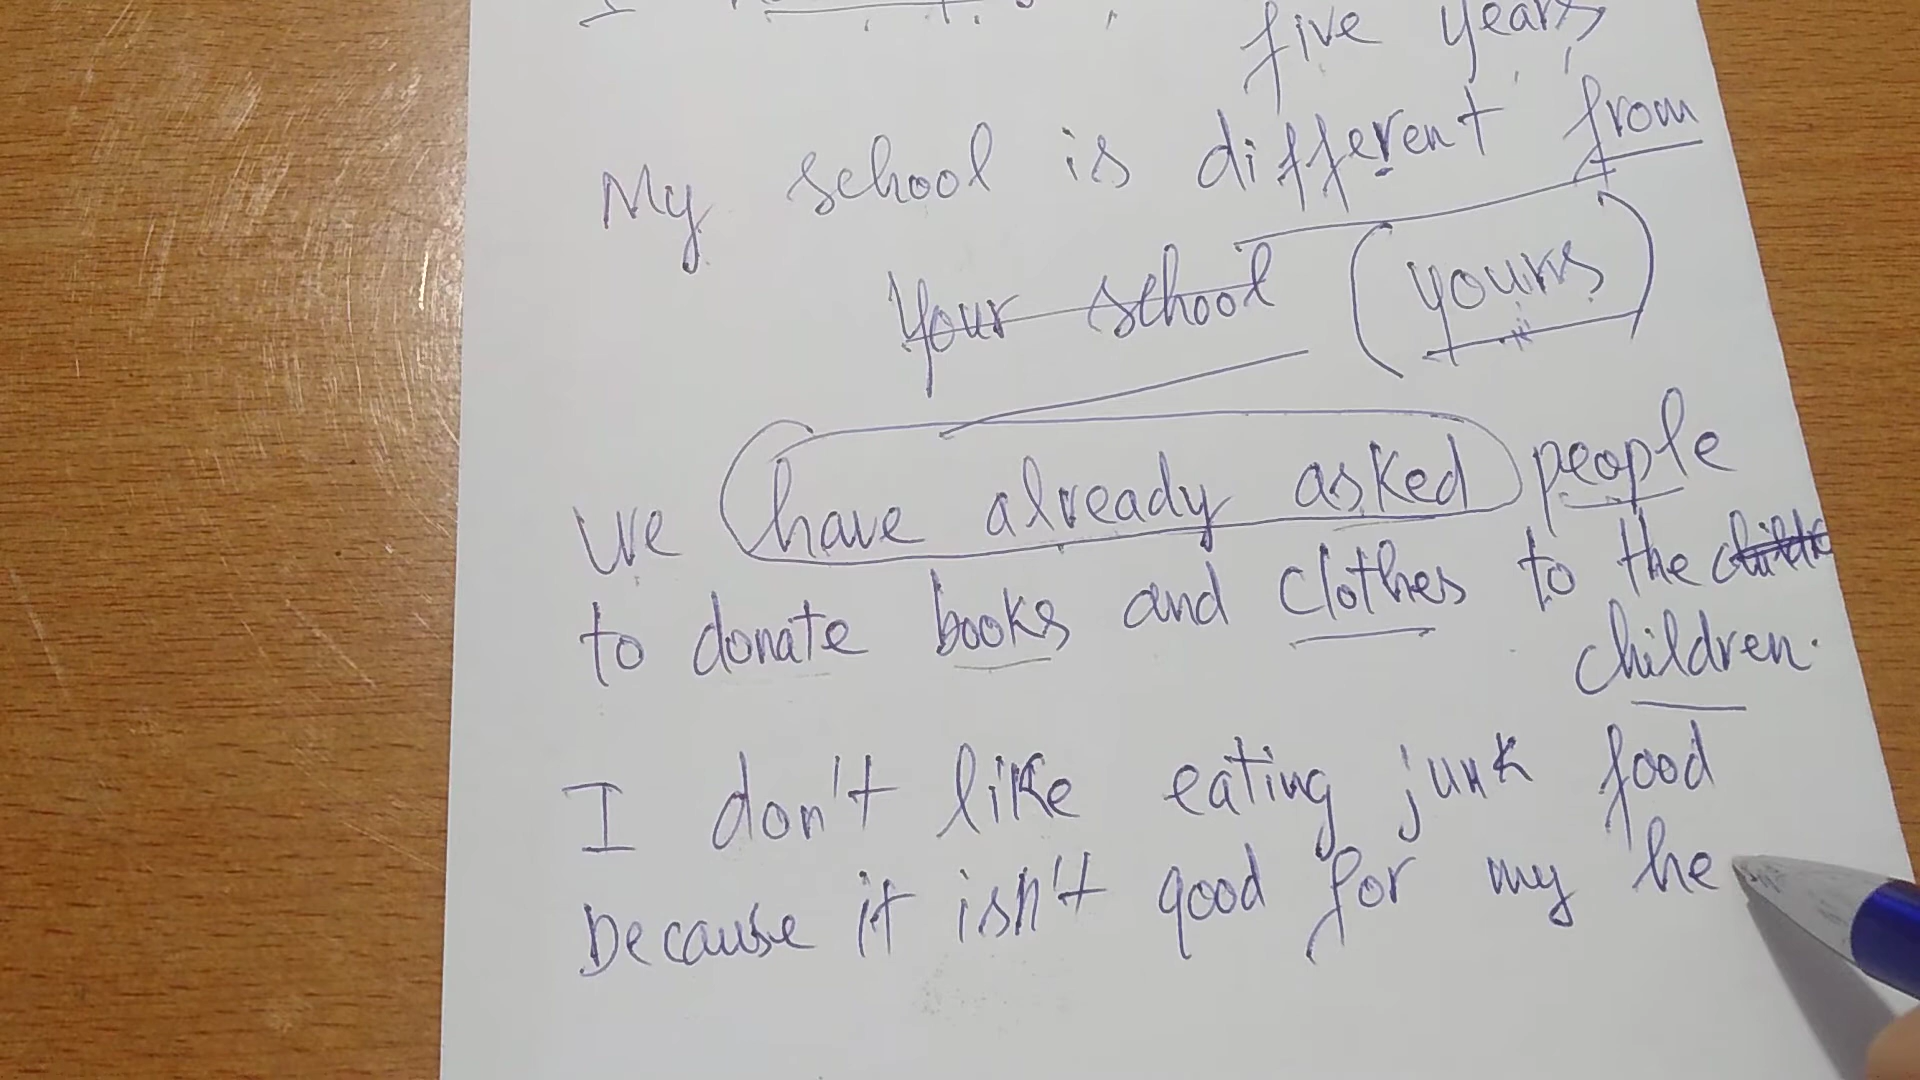 I
five years
My school is different from
Your school (yours)
We have already asked people
to donate books and clothes to the
children.
I don't like eating junk food
because it isn't good for my he